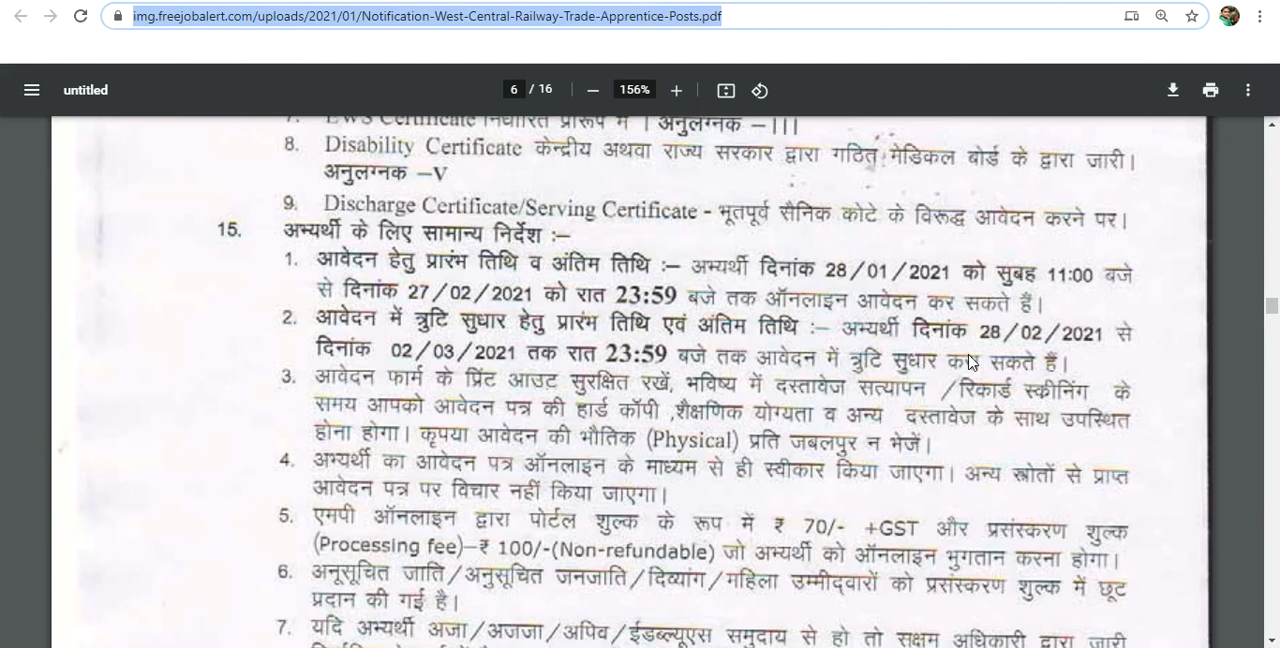 img.freejobalert.com/uploads/2021/01/Notification-West-Central-Railway-Trade-Apprentice-Posts.pdf
untitled
6 / 16
156%
7. EWS Certificate निर्धारित प्रारूप में । अनुलग्नक –III
8. Disability Certificate केन्द्रीय अथवा राज्य सरकार द्वारा गठित मेडिकल बोर्ड के द्वारा जारी।
अनुलग्नक –V
9. Discharge Certificate/Serving Certificate - भूतपूर्व सैनिक कोटे के विरूद्ध आवेदन करने पर।
15. अभ्यर्थी के लिए सामान्य निर्देश :–
1. आवेदन हेतु प्रारंभ तिथि व अंतिम तिथि :– अभ्यर्थी दिनांक 28/01/2021 को सुबह 11:00 बजे
से दिनांक 27/02/2021 को रात 23:59 बजे तक ऑनलाइन आवेदन कर सकते हैं।
2. आवेदन में त्रुटि सुधार हेतु प्रारंभ तिथि एवं अंतिम तिथि :– अभ्यर्थी दिनांक 28/02/2021 से
दिनांक 02/03/2021 तक रात 23:59 बजे तक आवेदन में त्रुटि सुधार कर सकते हैं।
3. आवेदन फार्म के प्रिंट आउट सुरक्षित रखें, भविष्य में दस्तावेज सत्यापन /रिकार्ड स्क्रीनिंग के
समय आपको आवेदन पत्र की हार्ड कॉपी ,शैक्षणिक योग्यता व अन्य दस्तावेज के साथ उपस्थित
होना होगा। कृपया आवेदन की भौतिक (Physical) प्रति जबलपुर न भेजें।
4. अभ्यर्थी का आवेदन पत्र ऑनलाइन के माध्यम से ही स्वीकार किया जाएगा। अन्य स्त्रोतों से प्राप्त
आवेदन पत्र पर विचार नहीं किया जाएगा।
5. एमपी ऑनलाइन द्वारा पोर्टल शुल्क के रूप में ₹ 70/- +GST और प्रसंस्करण शुल्क
(Processing fee)–₹ 100/-(Non-refundable) जो अभ्यर्थी को ऑनलाइन भुगतान करना होगा।
6. अनुसूचित जाति/अनुसूचित जनजाति/दिव्यांग/महिला उम्मीदवारों को प्रसंस्करण शुल्क में छूट
प्रदान की गई है।
7. यदि अभ्यर्थी अजा/अजजा/अपिव/ईडब्ल्यूएस समुदाय से हो तो सक्षम अधिकारी द्वारा जारी